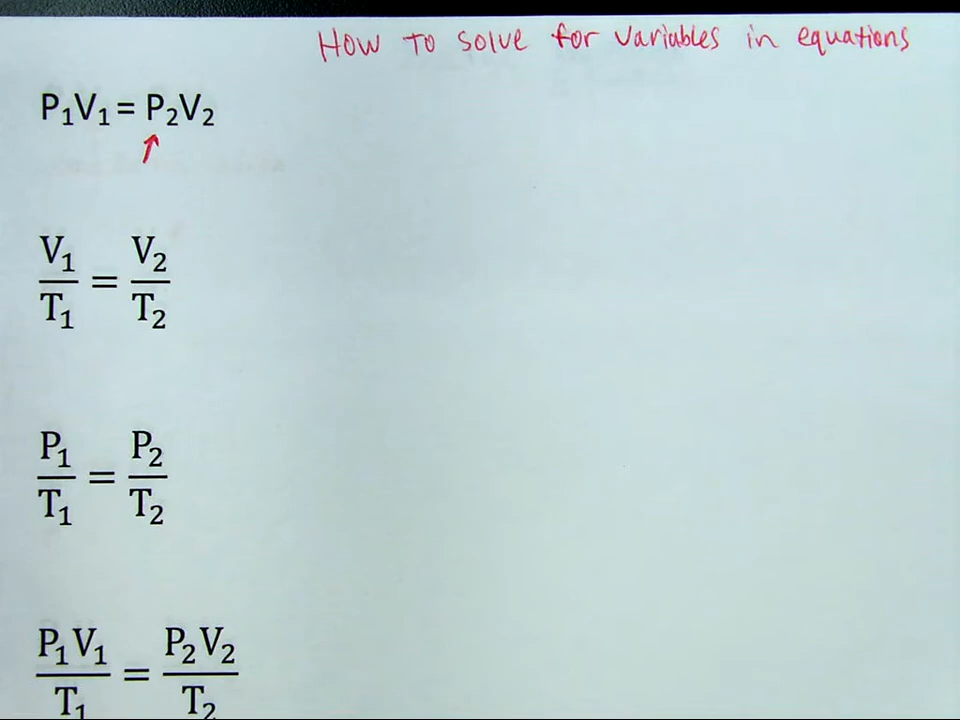 How to solve for variables in equations
P₁V₁ = P₂V₂
V₁/T₁ = V₂/T₂
P₁/T₁ = P₂/T₂
P₁V₁/T₁ = P₂V₂/T₂